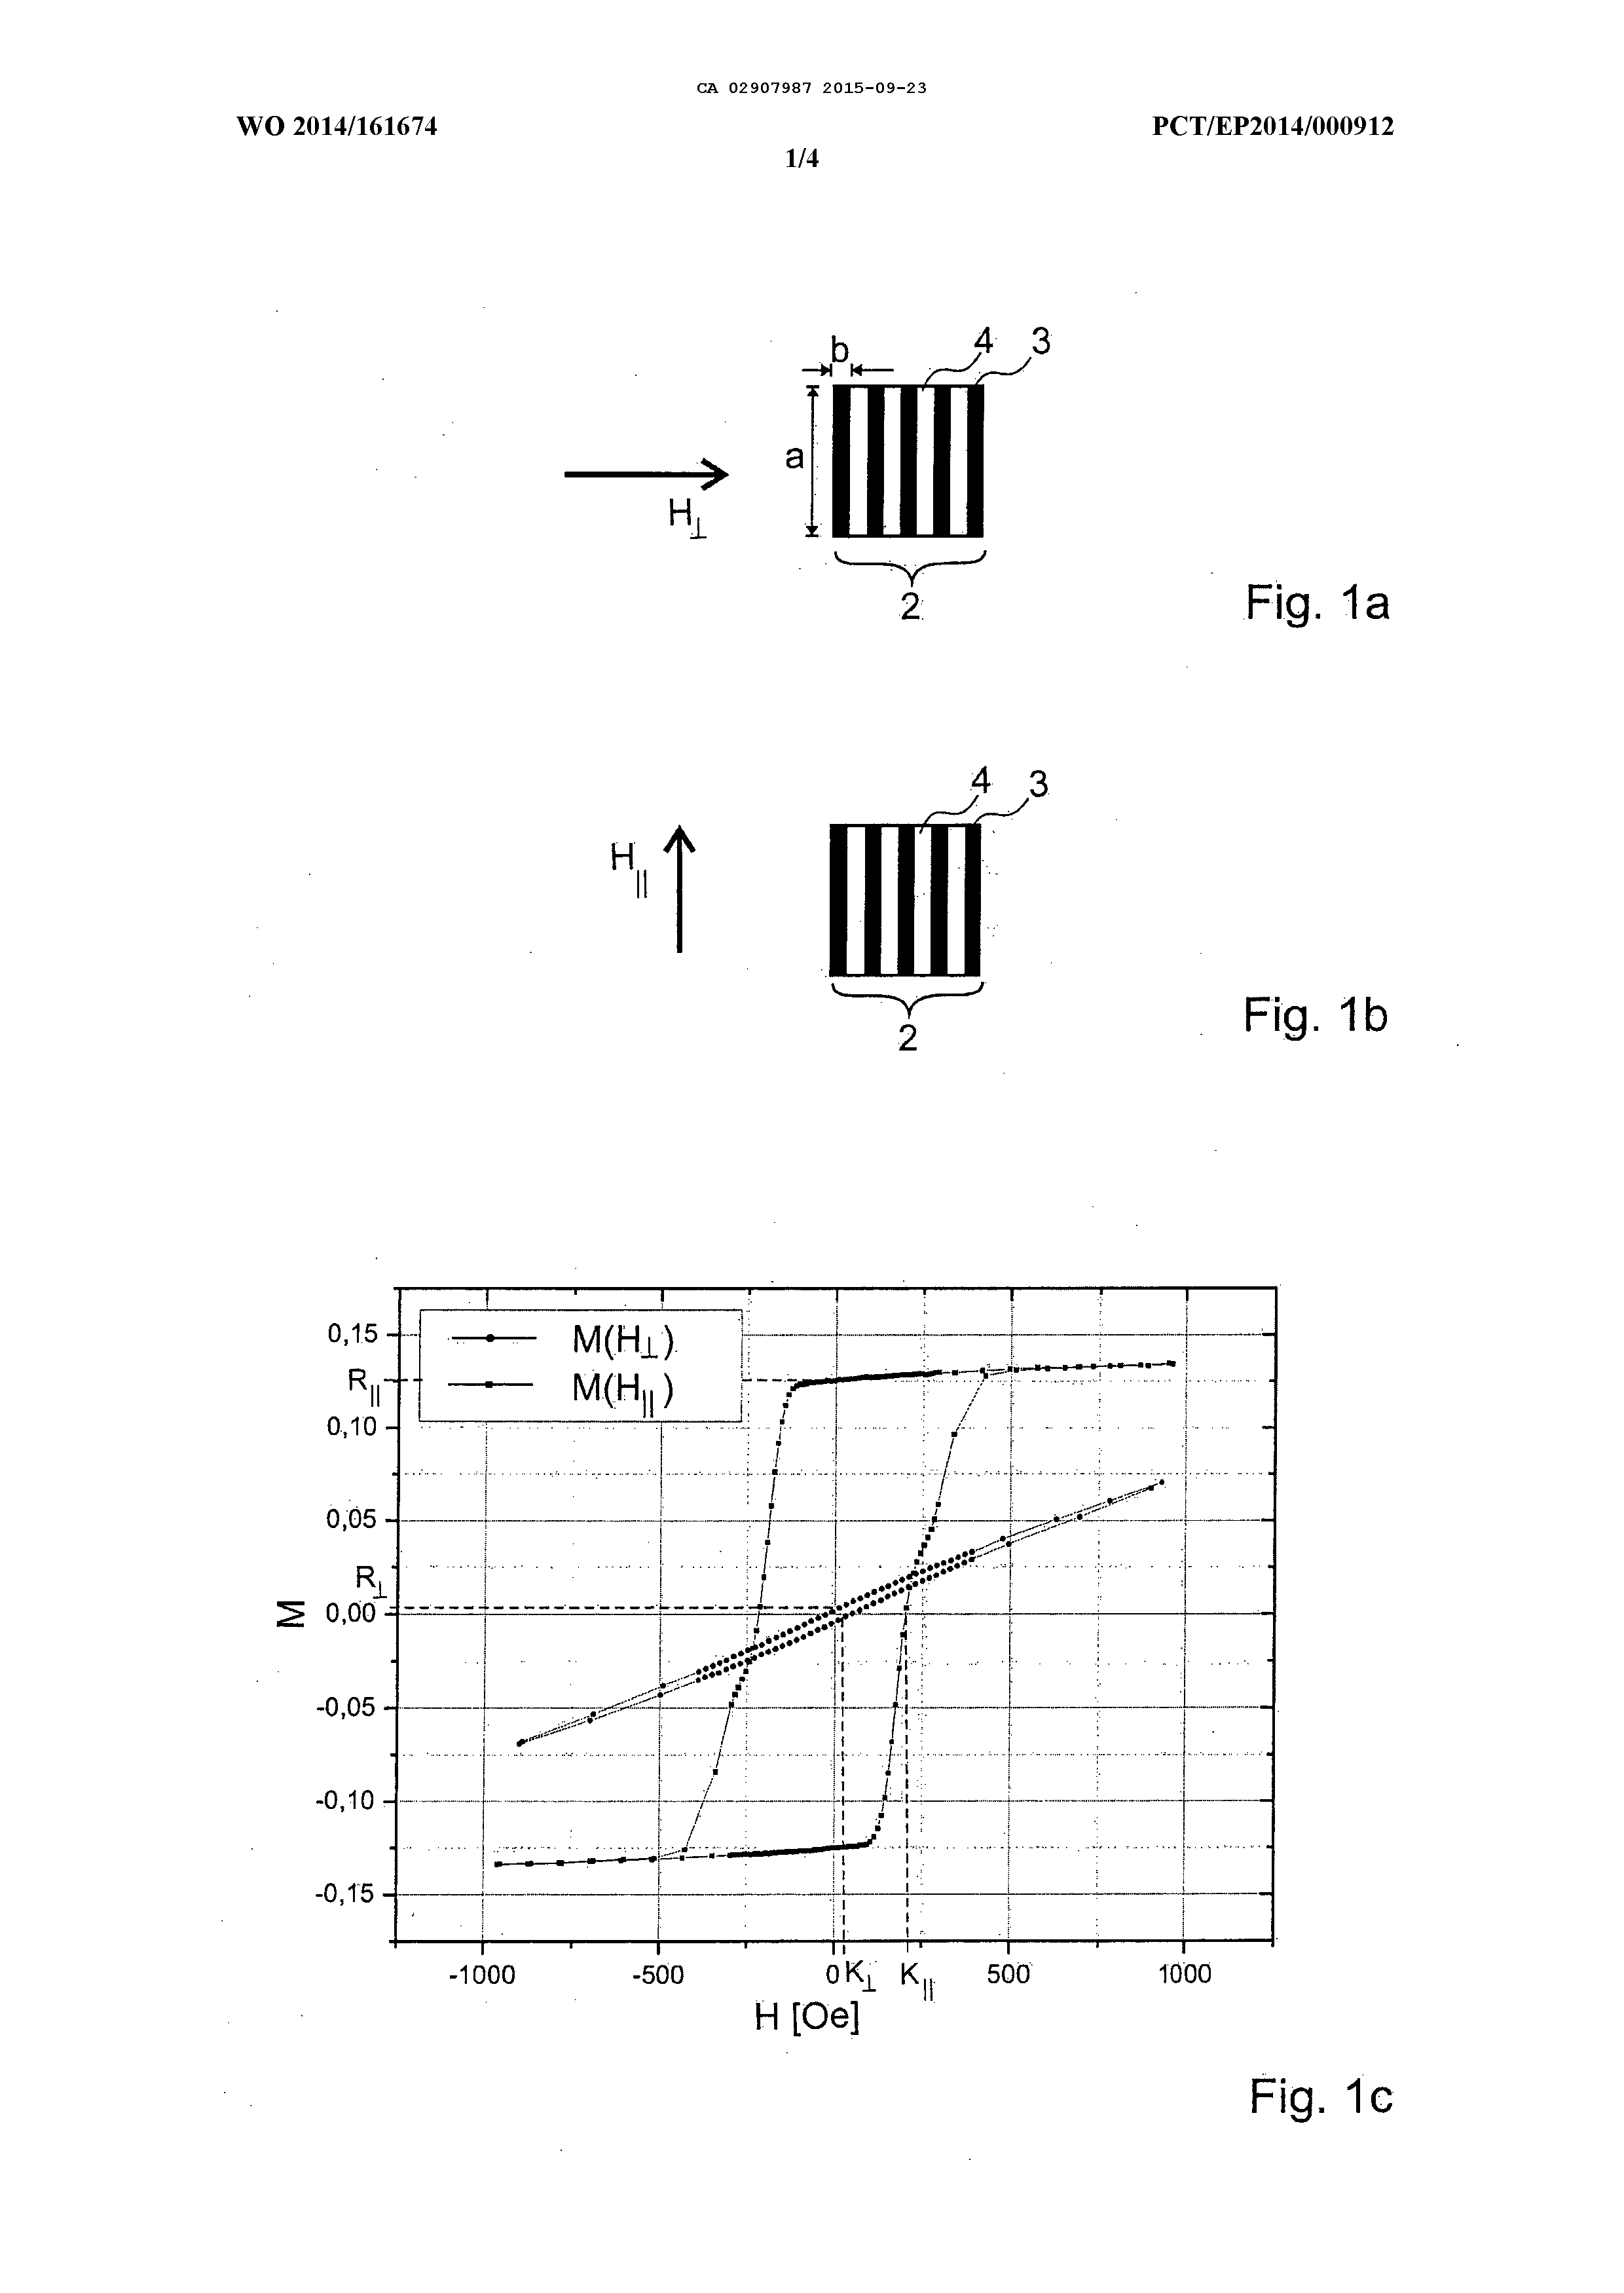 CA 02907987 2015-09-23
WO 2014/161674
PCT/EP2014/000912
1/4
b
4
3
a
H⊥
2
Fig. 1a
4
3
H||
2
Fig. 1b
0,15
M(H⊥)
R||
M(H||)
0,10
0,05
R⊥
M
0,00
-0,05
-0,10
-0,15
-1000
-500
0
K⊥
K||
500
1000
H [Oe]
Fig. 1c